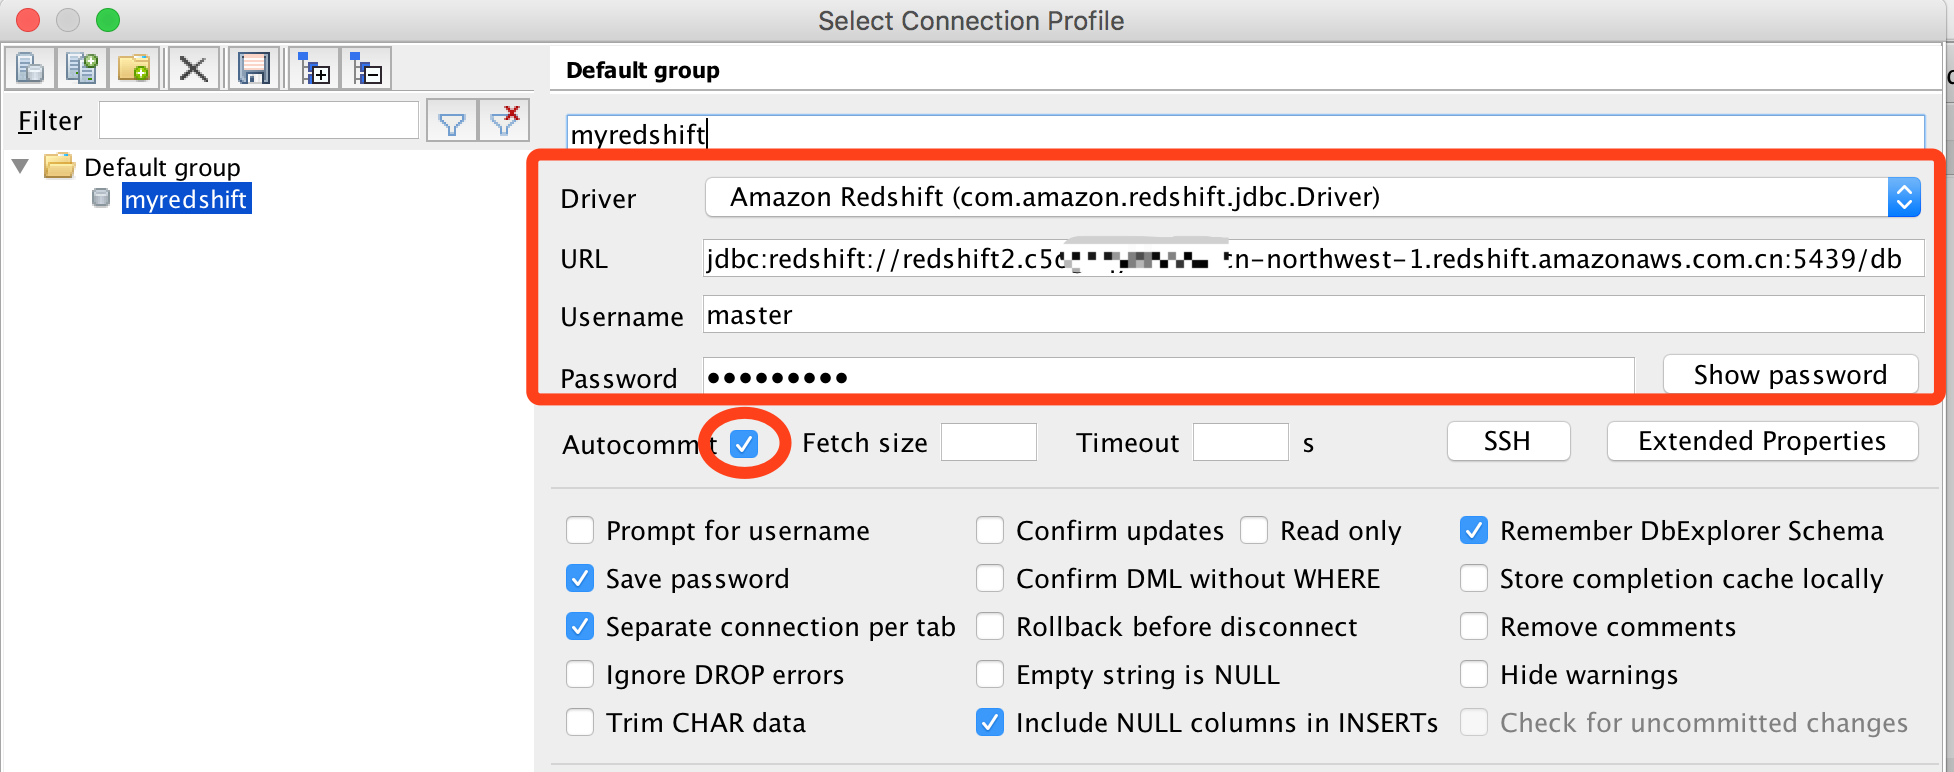 Select Connection Profile
Default group
Filter
myredshift
Default group
myredshift
Driver Amazon Redshift (com.amazon.redshift.jdbc.Driver)
URL jdbc:redshift://redshift2.c5 n-northwest-1.redshift.amazonaws.com.cn:5439/db
Username master
Password ●●●●●●●●● Show password
Autocommit Fetch size Timeout s SSH Extended Properties
Prompt for username Confirm updates Read only Remember DbExplorer Schema
Save password Confirm DML without WHERE Store completion cache locally
Separate connection per tab Rollback before disconnect Remove comments
Ignore DROP errors Empty string is NULL Hide warnings
Trim CHAR data Include NULL columns in INSERTs Check for uncommitted changes